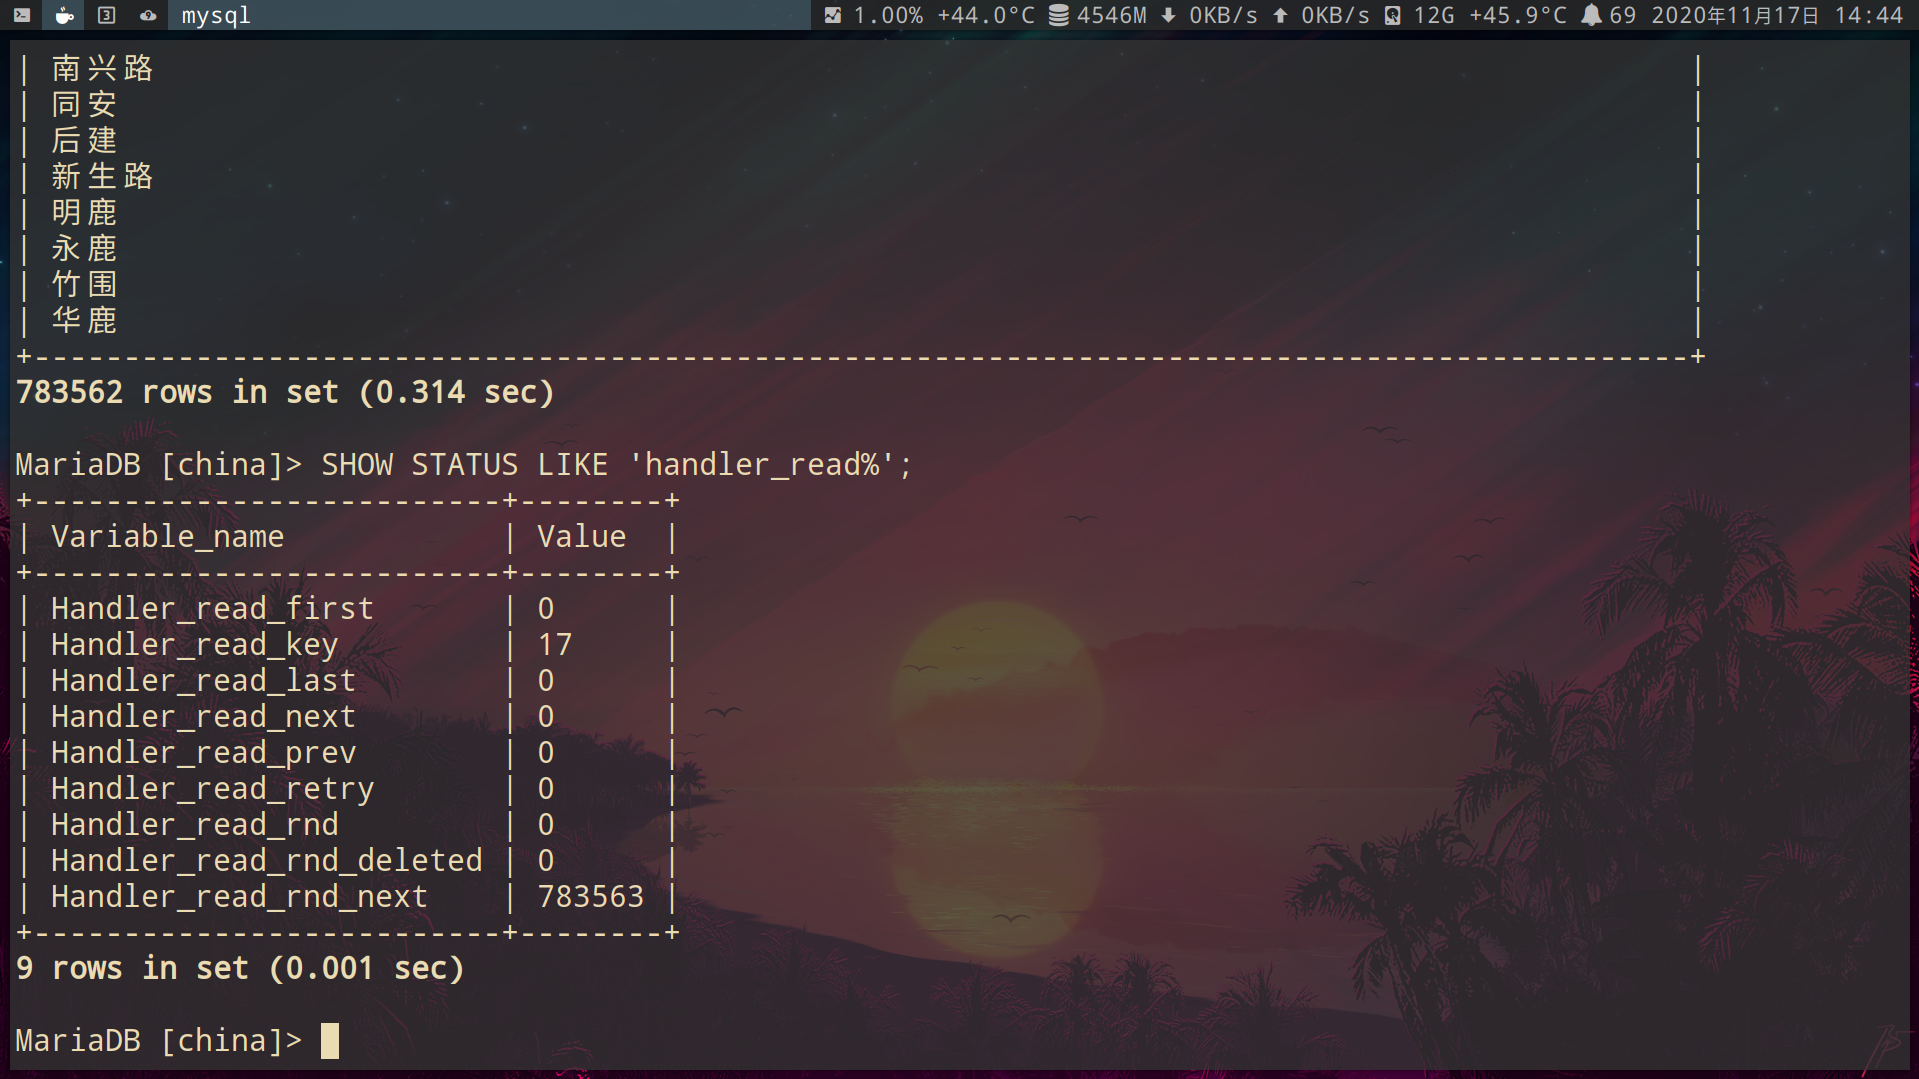 3 mysql 1.00% +44.0°C 4546M 0KB/s 0KB/s 12G +45.9°C 69 2020年11月17日 14:44
| 南兴路 |
| 同安 |
| 后建 |
| 新生路 |
| 明鹿 |
| 永鹿 |
| 竹围 |
| 华鹿 |
+--------------------------------------------------------------------------------------------+
783562 rows in set (0.314 sec)
MariaDB [china]> SHOW STATUS LIKE 'handler_read%';
+--------------------------+--------+
| Variable_name | Value |
+--------------------------+--------+
| Handler_read_first | 0 |
| Handler_read_key | 17 |
| Handler_read_last | 0 |
| Handler_read_next | 0 |
| Handler_read_prev | 0 |
| Handler_read_retry | 0 |
| Handler_read_rnd | 0 |
| Handler_read_rnd_deleted | 0 |
| Handler_read_rnd_next | 783563 |
+--------------------------+--------+
9 rows in set (0.001 sec)
MariaDB [china]>